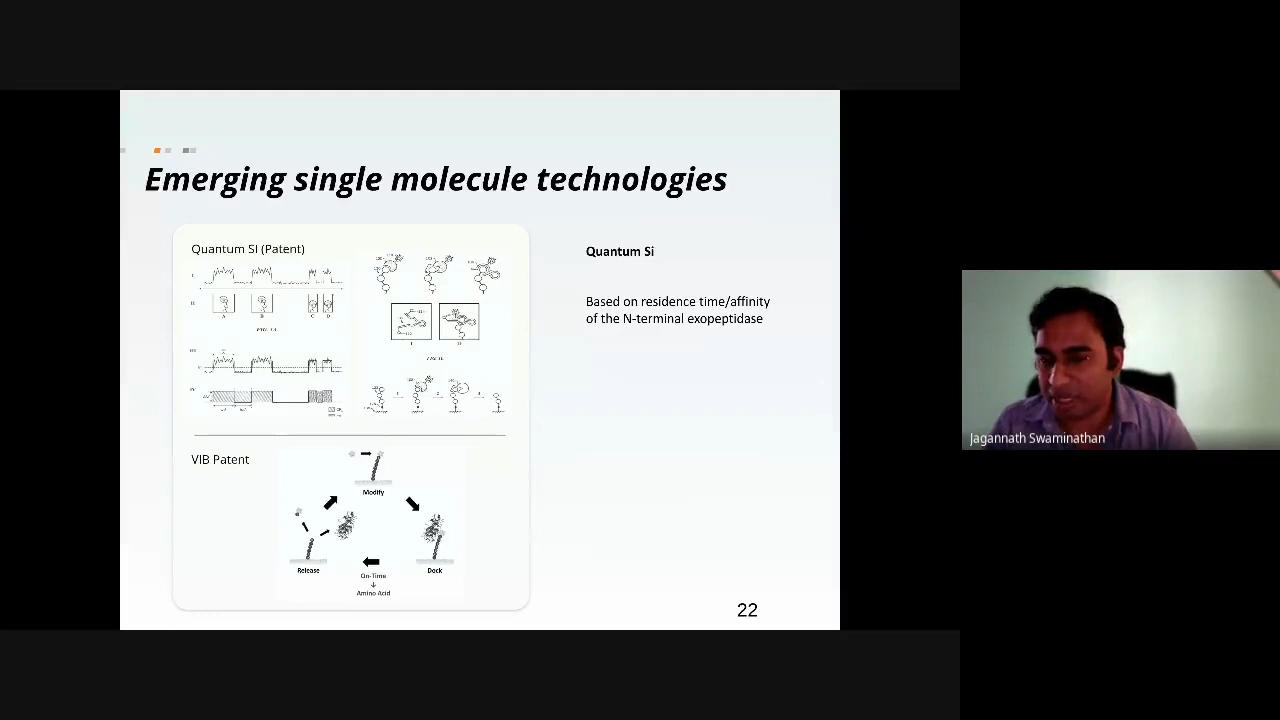 Emerging single molecule technologies
Quantum SI (Patent)
I
II
A
B
C
D
Quantum Si
Based on residence time/affinity
of the N-terminal exopeptidase
VIB Patent
Modify
Release
Dock
On-Time
Amino Acid
22
Jagannath Swaminathan